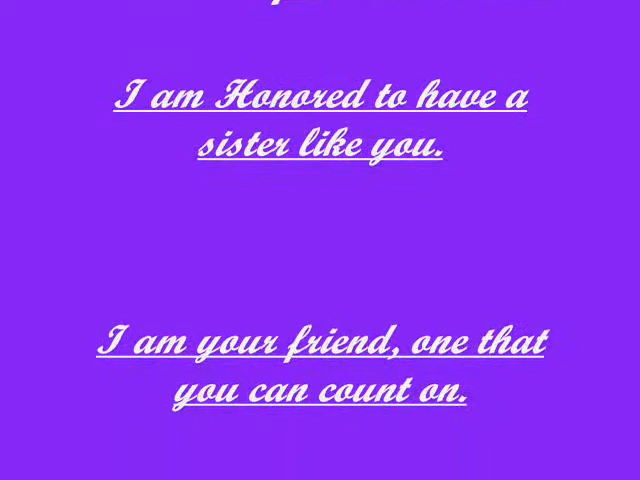 I am Honored to have a
sister like you.
I am your friend, one that
you can count on.